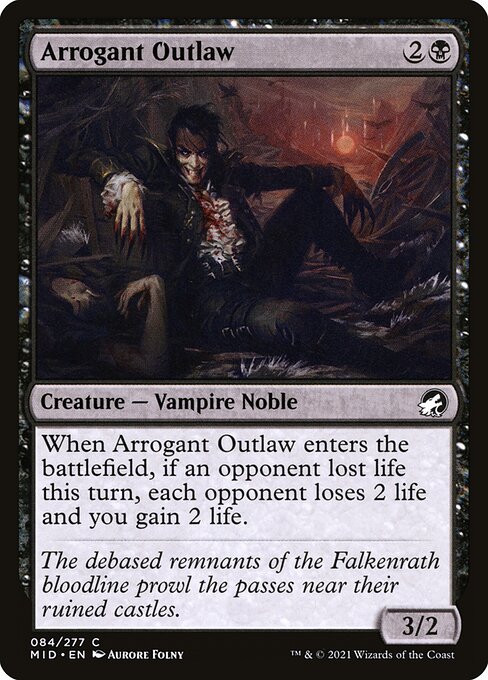 Arrogant Outlaw 2
Creature — Vampire Noble
When Arrogant Outlaw enters the
battlefield, if an opponent lost life
this turn, each opponent loses 2 life
and you gain 2 life.
The debased remnants of the Falkenrath
bloodline prowl the passes near their
ruined castles.
3/2
084/277 C
MID • EN Aurore Folny ™ & © 2021 Wizards of the Coast